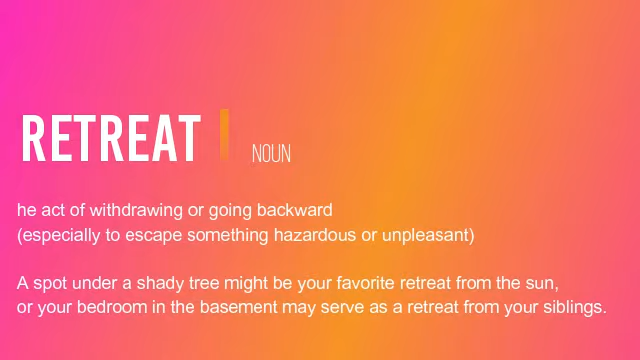 RETREAT
NOUN
he act of withdrawing or going backward
(especially to escape something hazardous or unpleasant)
A spot under a shady tree might be your favorite retreat from the sun,
or your bedroom in the basement may serve as a retreat from your siblings.